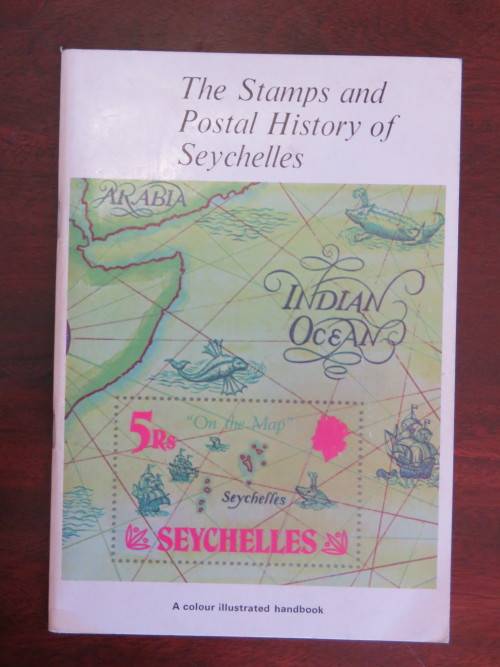 The Stamps and
Postal History of
Seychelles
ARABIA
INDIAN
OCEAN
5Rs
"On the Map"
Seychelles
SEYCHELLES
A colour illustrated handbook